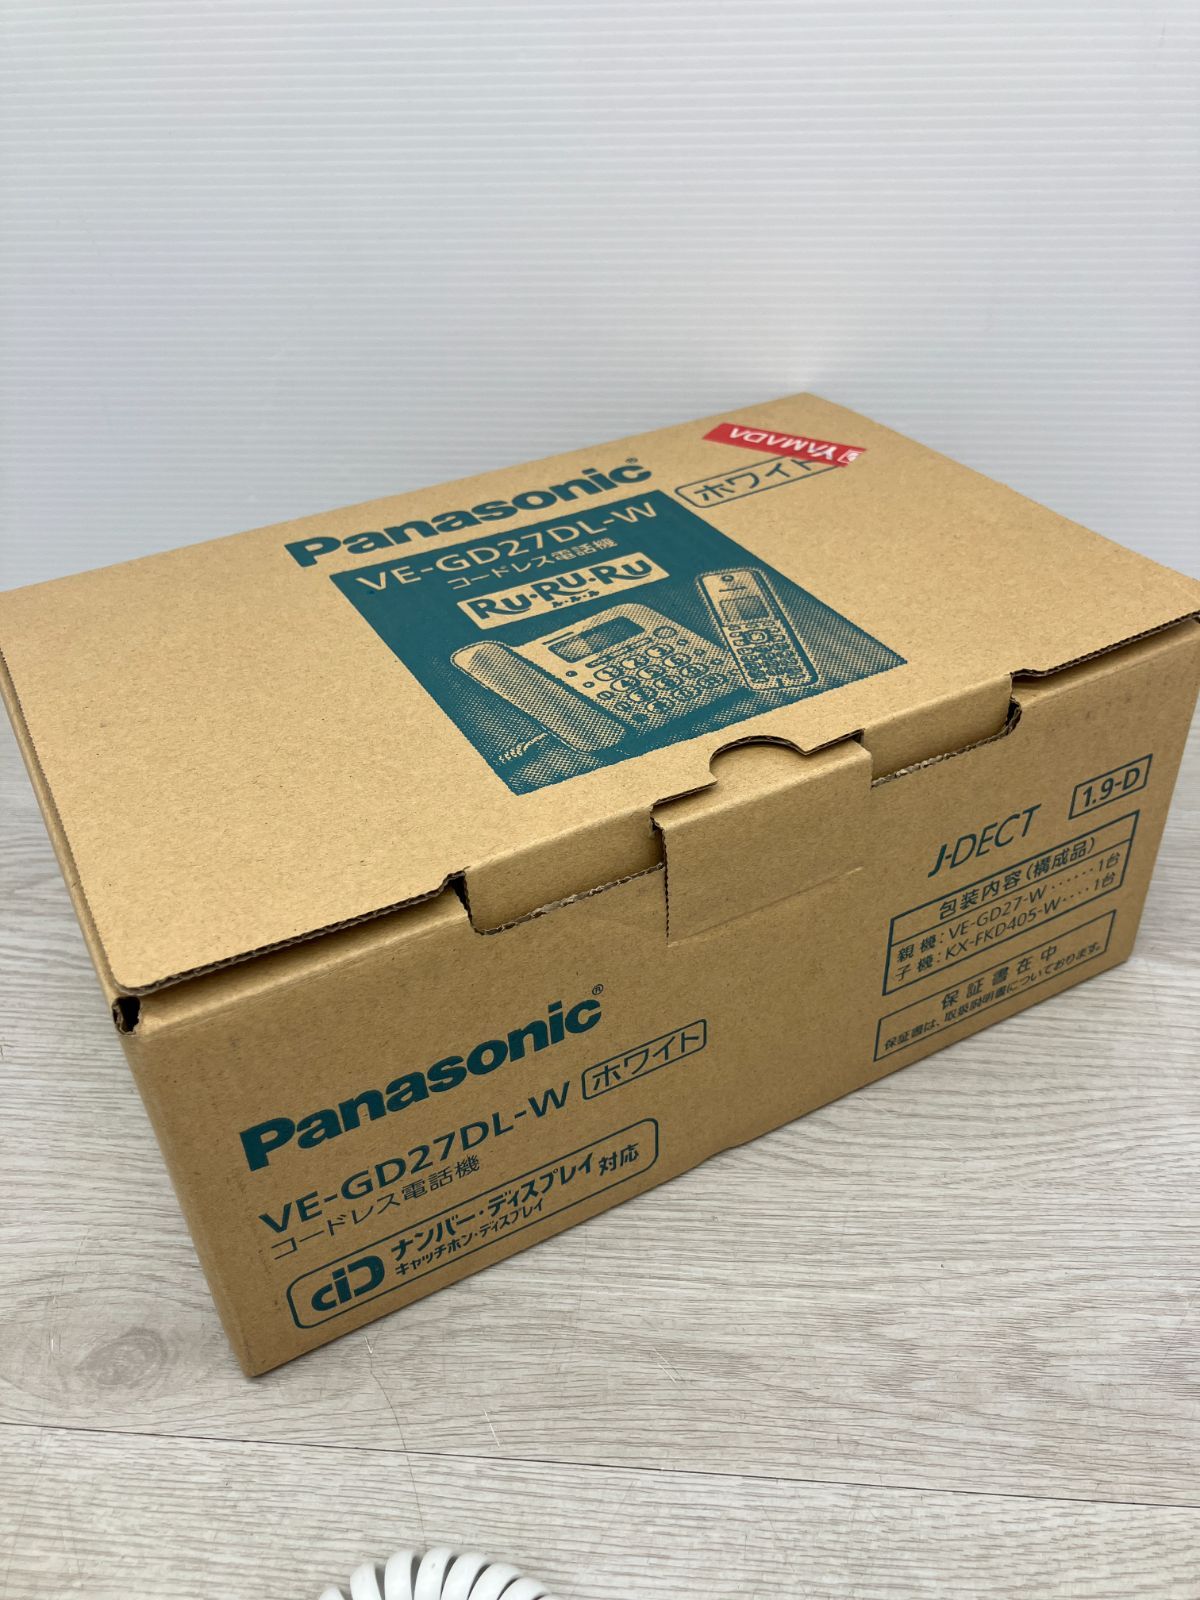 YAMADA
Panasonic®
ホワイト
VE-GD27DL-W
コードレス電話機
RU・RU・RU
ル・ル・ル
J-DECT
1.9-D
包装内容(構成品)
親機:VE-GD27-W‥‥‥1台
子機:KX-FKD405-W‥‥1台
保証書在中
保証書は、取扱説明書についております。
Panasonic®
VE-GD27DL-W ホワイト
コードレス電話機
ciD ナンバー・ディスプレイ 対応
キャッチホン・ディスプレイ